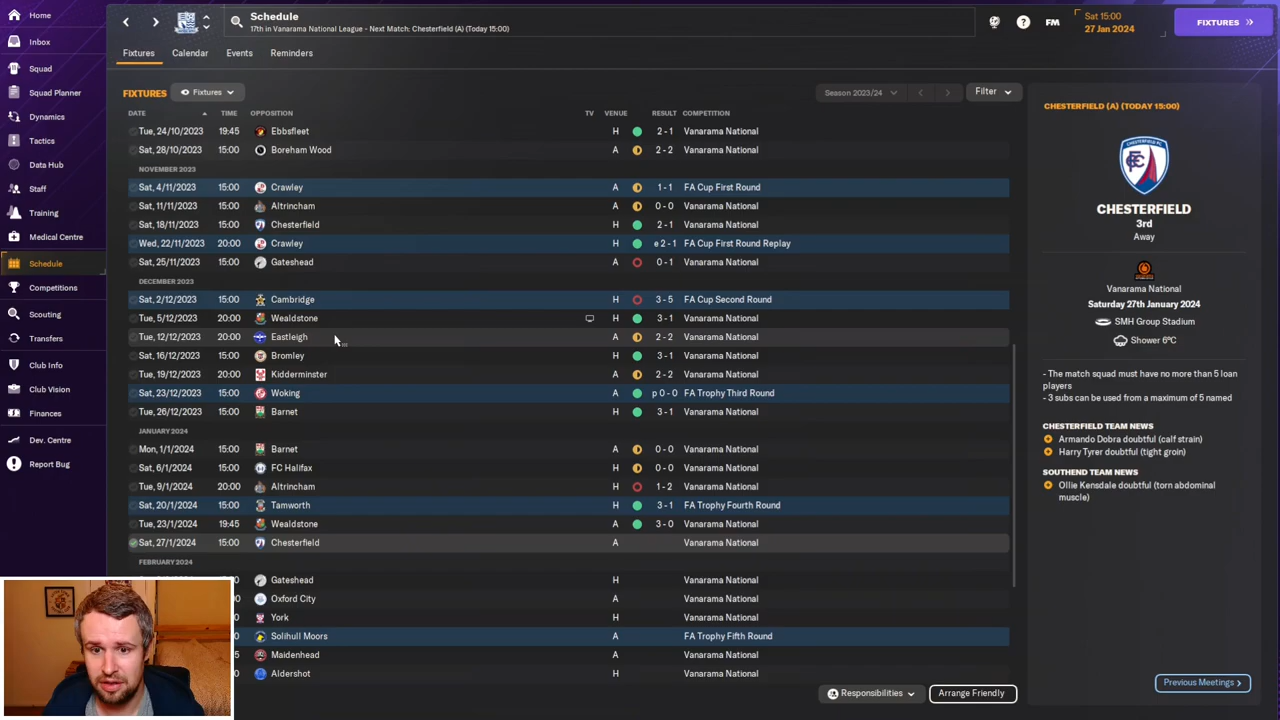 Home
Inbox
Squad
Squad Planner
Dynamics
Tactics
Data Hub
Staff
Training
Medical Centre
Schedule
Competitions
Scouting
Transfers
Club Info
Club Vision
Finances
Dev. Centre
Report Bug
Schedule
17th in Vanarama National League - Next Match: Chesterfield (A) (Today 15:00)
FM
Sat 15:00
27 Jan 2024
FIXTURES
Fixtures Calendar Events Reminders
FIXTURES Fixtures Season 2023/24 Filter
DATE TIME OPPOSITION TV VENUE RESULT COMPETITION
Tue, 24/10/2023 19:45 Ebbsfleet H 2 - 1 Vanarama National
Sat, 28/10/2023 15:00 Boreham Wood A 2 - 2 Vanarama National
NOVEMBER 2023
Sat, 4/11/2023 15:00 Crawley A 1 - 1 FA Cup First Round
Sat, 11/11/2023 15:00 Altrincham A 0 - 0 Vanarama National
Sat, 18/11/2023 15:00 Chesterfield H 2 - 1 Vanarama National
Wed, 22/11/2023 20:00 Crawley H e 2 - 1 FA Cup First Round Replay
Sat, 25/11/2023 15:00 Gateshead A 0 - 1 Vanarama National
DECEMBER 2023
Sat, 2/12/2023 15:00 Cambridge H 3 - 5 FA Cup Second Round
Tue, 5/12/2023 20:00 Wealdstone H 3 - 1 Vanarama National
Tue, 12/12/2023 20:00 Eastleigh A 2 - 2 Vanarama National
Sat, 16/12/2023 15:00 Bromley H 3 - 1 Vanarama National
Tue, 19/12/2023 20:00 Kidderminster A 2 - 2 Vanarama National
Sat, 23/12/2023 15:00 Woking A p 0 - 0 FA Trophy Third Round
Tue, 26/12/2023 15:00 Barnet H 3 - 1 Vanarama National
JANUARY 2024
Mon, 1/1/2024 15:00 Barnet A 0 - 0 Vanarama National
Sat, 6/1/2024 15:00 FC Halifax H 0 - 0 Vanarama National
Tue, 9/1/2024 20:00 Altrincham H 1 - 2 Vanarama National
Sat, 20/1/2024 15:00 Tamworth H 3 - 1 FA Trophy Fourth Round
Tue, 23/1/2024 19:45 Wealdstone A 3 - 0 Vanarama National
Sat, 27/1/2024 15:00 Chesterfield A Vanarama National
FEBRUARY 2024
Gateshead H Vanarama National
Oxford City A Vanarama National
York H Vanarama National
Solihull Moors A FA Trophy Fifth Round
Maidenhead A Vanarama National
Aldershot H Vanarama National
Responsibilities Arrange Friendly
CHESTERFIELD (A) (TODAY 15:00)
CHESTERFIELD
3rd
Away
Vanarama National
Saturday 27th January 2024
SMH Group Stadium
Shower 6°C
- The match squad must have no more than 5 loan
players
- 3 subs can be used from a maximum of 5 named
CHESTERFIELD TEAM NEWS
Armando Dobra doubtful (calf strain)
Harry Tyrer doubtful (tight groin)
SOUTHEND TEAM NEWS
Ollie Kensdale doubtful (torn abdominal
muscle)
Previous Meetings